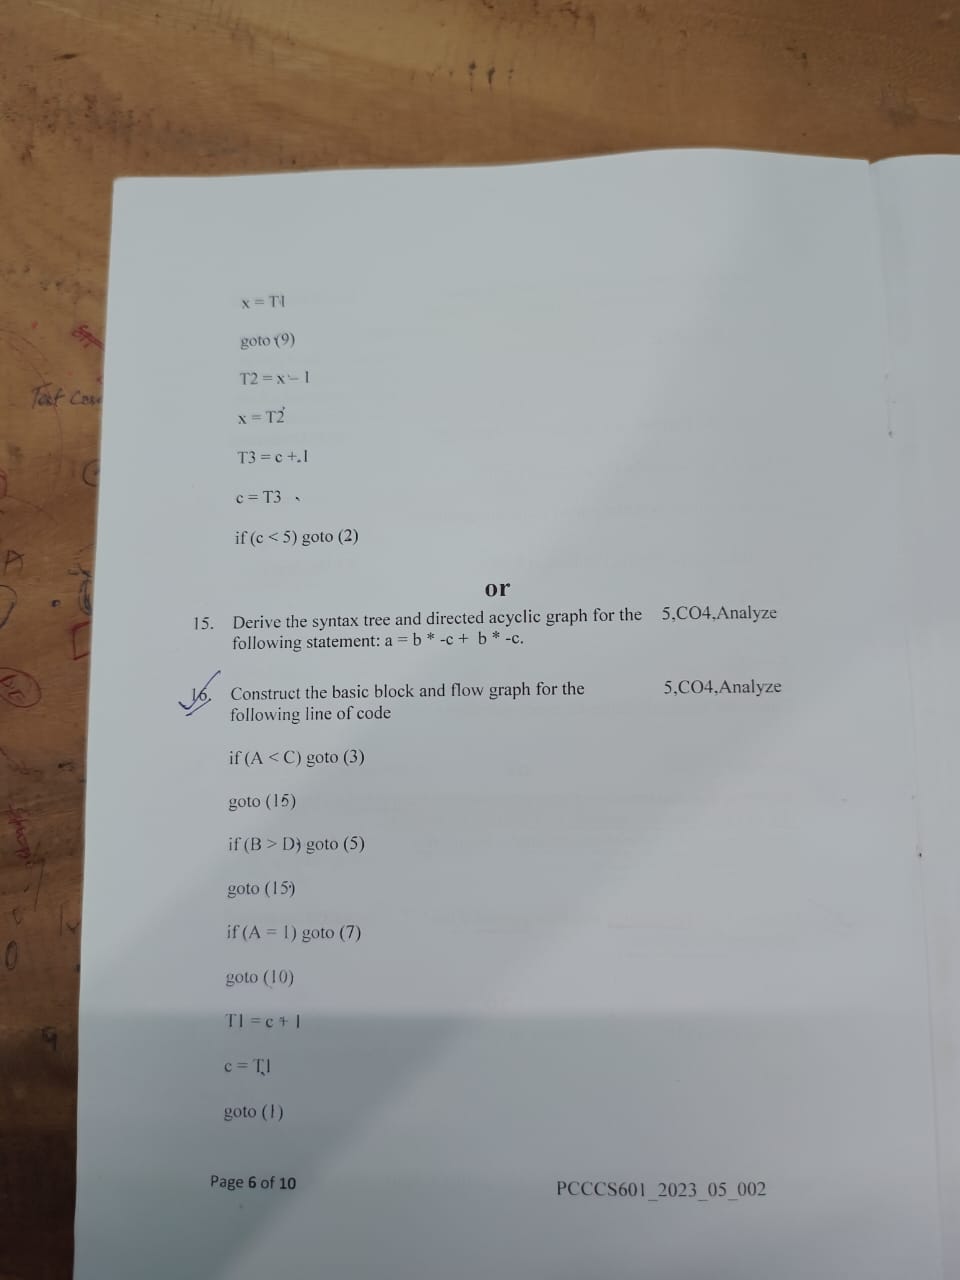 x = T1
goto (9)
T2 = x - 1
x = T2
T3 = c + 1
c = T3
if (c < 5) goto (2)
or
15. Derive the syntax tree and directed acyclic graph for the 5,CO4,Analyze
following statement: a = b * -c + b * -c.
16. Construct the basic block and flow graph for the 5,CO4,Analyze
following line of code
if (A < C) goto (3)
goto (15)
if (B > D) goto (5)
goto (15)
if (A = 1) goto (7)
goto (10)
T1 = c + 1
c = T1
goto (1)
Page 6 of 10 PCCCS601_2023_05_002
Test
A